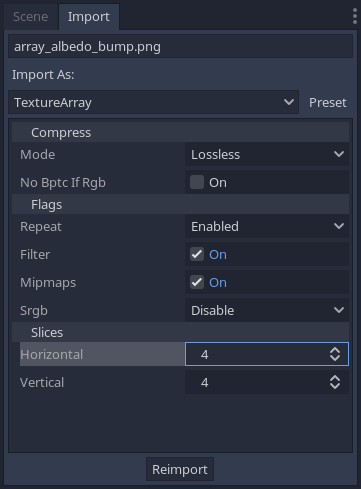 Scene Import
array_albedo_bump.png
Import As:
TextureArray Preset
Compress
Mode Lossless
No Bptc If Rgb On
Flags
Repeat Enabled
Filter On
Mipmaps On
Srgb Disable
Slices
Horizontal 4
Vertical 4
Reimport